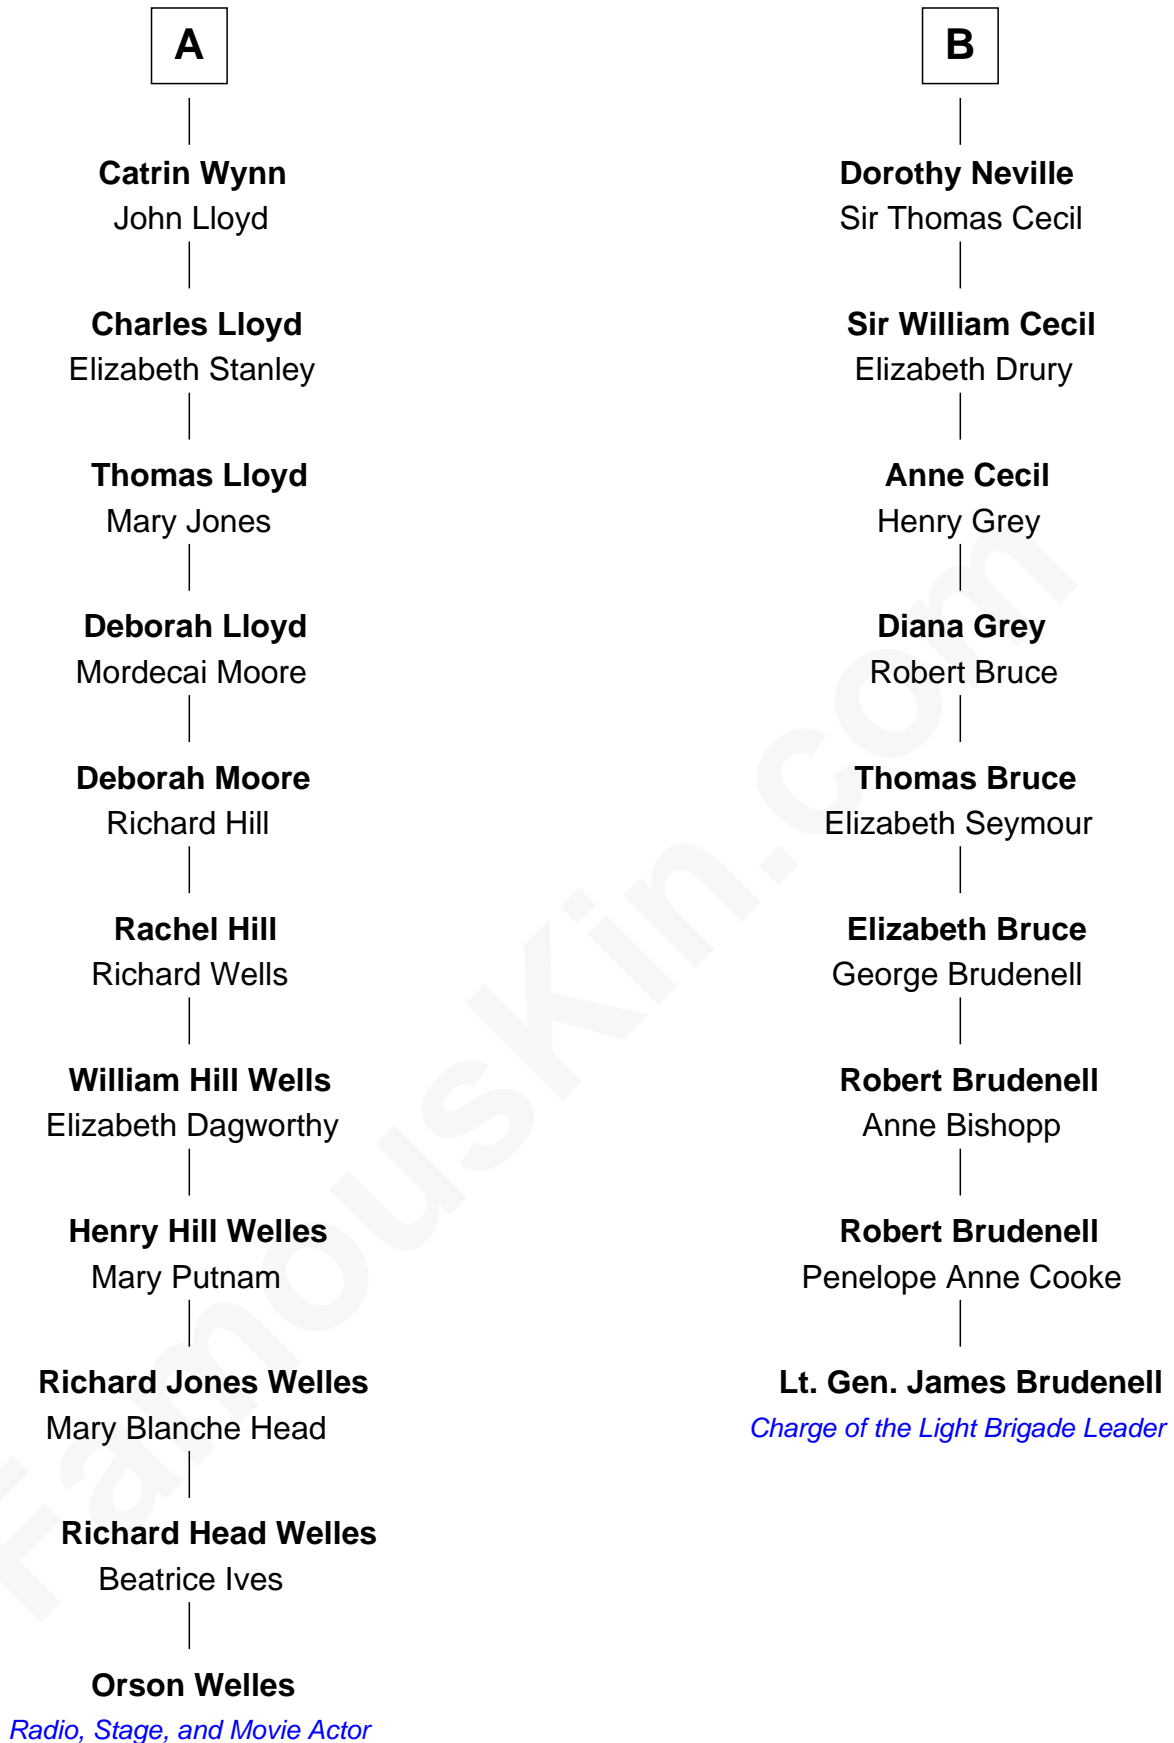 A
Catrin Wynn
John Lloyd
Charles Lloyd
Elizabeth Stanley
Thomas Lloyd
Mary Jones
Deborah Lloyd
Mordecai Moore
Deborah Moore
Richard Hill
Rachel Hill
Richard Wells
William Hill Wells
Elizabeth Dagworthy
Henry Hill Welles
Mary Putnam
Richard Jones Welles
Mary Blanche Head
Richard Head Welles
Beatrice Ives
Orson Welles
Radio, Stage, and Movie Actor
B
Dorothy Neville
Sir Thomas Cecil
Sir William Cecil
Elizabeth Drury
Anne Cecil
Henry Grey
Diana Grey
Robert Bruce
Thomas Bruce
Elizabeth Seymour
Elizabeth Bruce
George Brudenell
Robert Brudenell
Anne Bishopp
Robert Brudenell
Penelope Anne Cooke
Lt. Gen. James Brudenell
Charge of the Light Brigade Leader
FamousKin.com